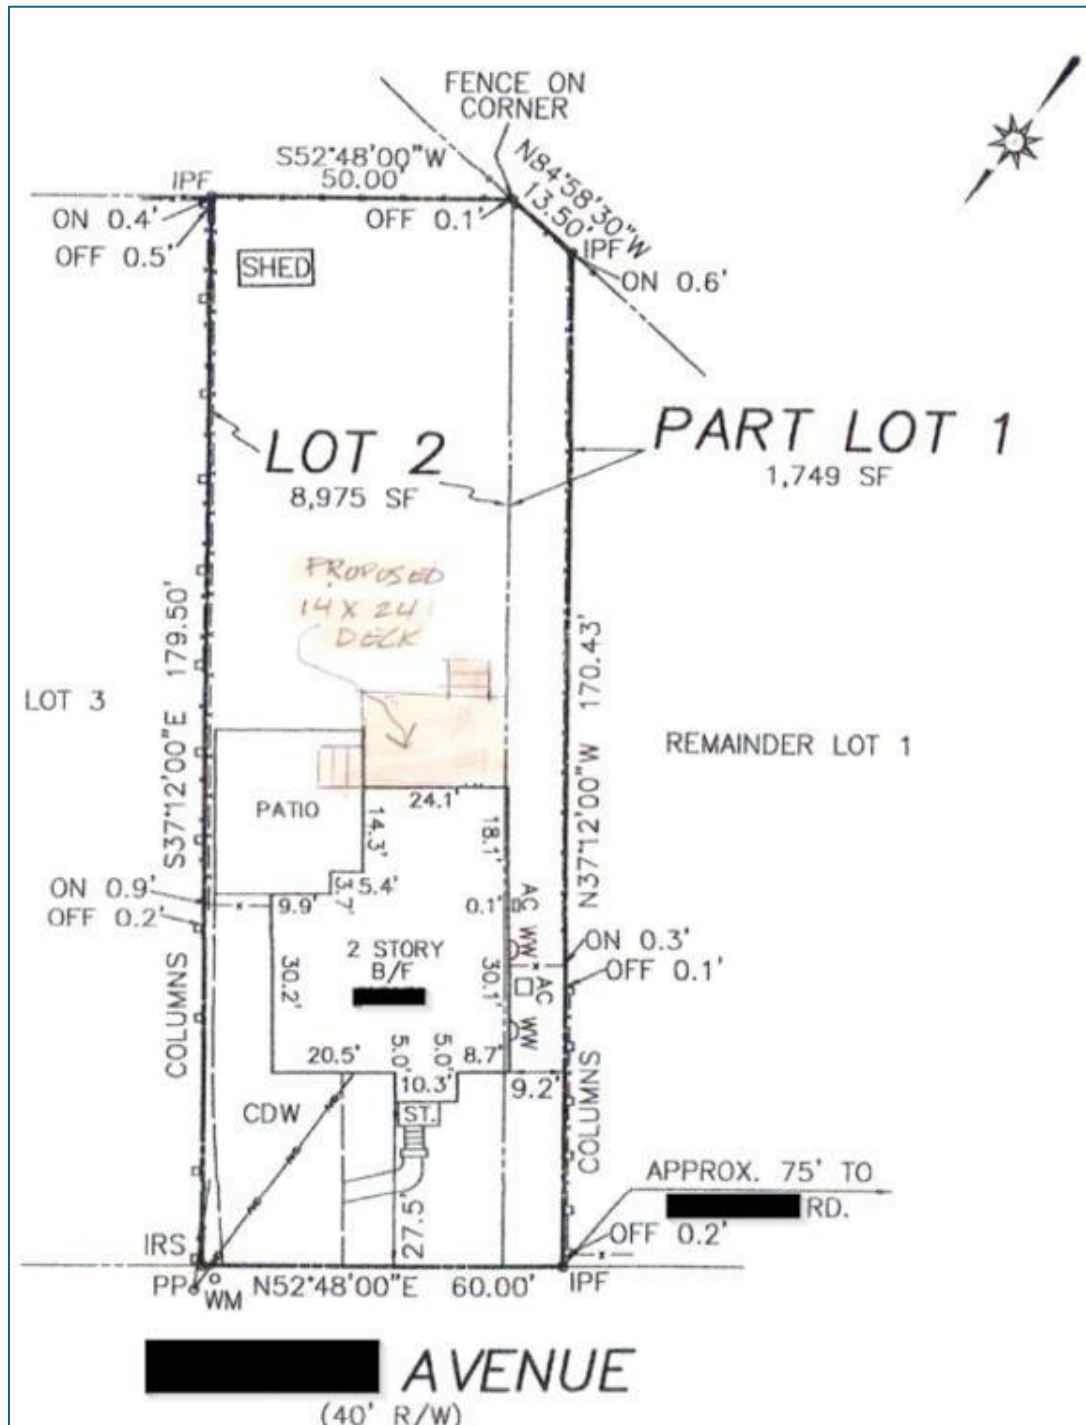 FENCE ON
CORNER
S52°48'00"W
50.00'
N84°58'30"W
13.50'
IPF
ON 0.4'
OFF 0.5'
OFF 0.1'
IPF
ON 0.6'
SHED
LOT 2
8,975 SF
PART LOT 1
1,749 SF
PROPOSED
14 X 24
DECK
S37°12'00"E 179.50'
N37°12'00"W 170.43'
LOT 3
REMAINDER LOT 1
PATIO
24.1'
14.3'
18.1'
5.4'
3.7'
9.9'
ON 0.9'
OFF 0.2'
0.1'
AC
WW
2 STORY
B/F
30.2'
30.1'
ON 0.3'
OFF 0.1'
AC
WW
COLUMNS
20.5'
5.0'
5.0'
8.7'
10.3'
9.2'
COLUMNS
CDW
ST.
27.5'
APPROX. 75' TO
RD.
OFF 0.2'
IRS
PP
WM
N52°48'00"E 60.00'
IPF
AVENUE
(40' R/W)